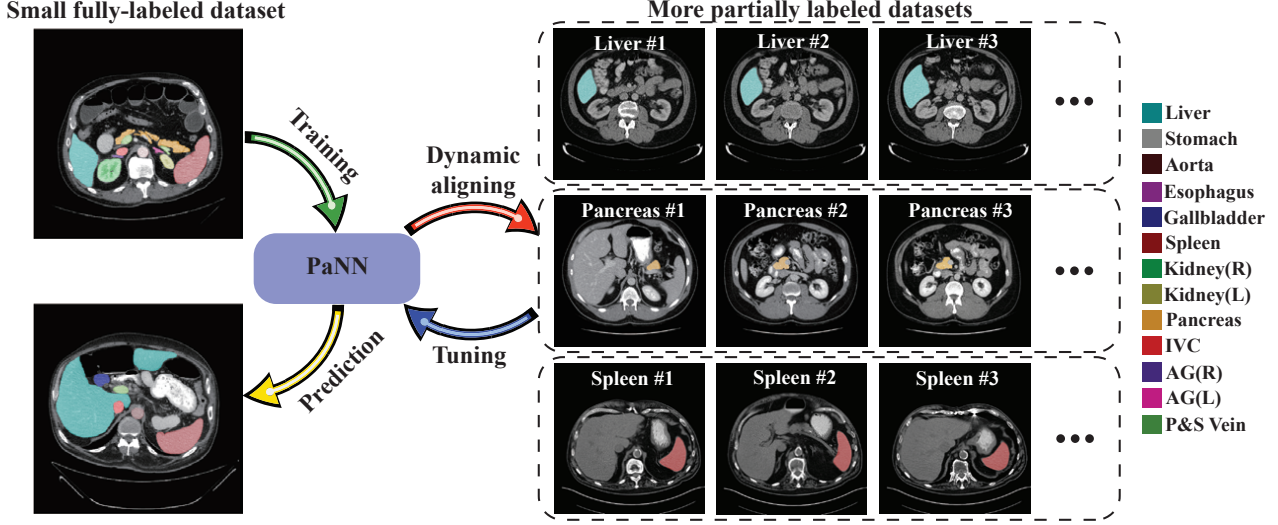 Small fully-labeled dataset
More partially labeled datasets
Training
PaNN
Dynamic
aligning
Tuning
Prediction
Liver #1
Liver #2
Liver #3
Pancreas #1
Pancreas #2
Pancreas #3
Spleen #1
Spleen #2
Spleen #3
Liver
Stomach
Aorta
Esophagus
Gallbladder
Spleen
Kidney(R)
Kidney(L)
Pancreas
IVC
AG(R)
AG(L)
P&S Vein